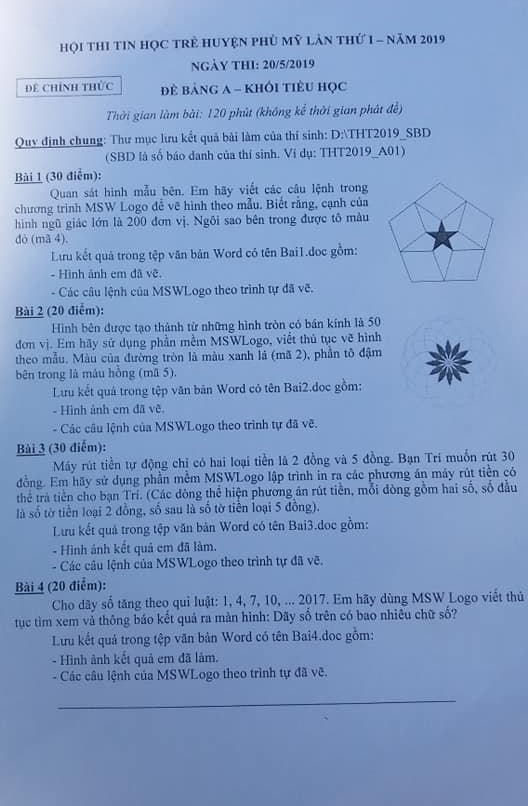 HỘI THI TIN HỌC TRẺ HUYỆN PHÙ MỸ LẦN THỨ I – NĂM 2019
NGÀY THI: 20/5/2019
ĐỀ CHÍNH THỨC
ĐỀ BẢNG A – KHỐI TIỂU HỌC
Thời gian làm bài: 120 phút (không kể thời gian phát đề)
Quy định chung: Thư mục lưu kết quả bài làm của thí sinh: D:\THT2019_SBD
(SBD là số báo danh của thí sinh. Ví dụ: THT2019_A01)
Bài 1 (30 điểm):
Quan sát hình mẫu bên. Em hãy viết các câu lệnh trong
chương trình MSW Logo để vẽ hình theo mẫu. Biết rằng, cạnh của
hình ngũ giác lớn là 200 đơn vị. Ngôi sao bên trong được tô màu
đỏ (mã 4).
Lưu kết quả trong tệp văn bản Word có tên Bai1.doc gồm:
- Hình ảnh em đã vẽ.
- Các câu lệnh của MSWLogo theo trình tự đã vẽ.
Bài 2 (20 điểm):
Hình bên được tạo thành từ những hình tròn có bán kính là 50
đơn vị. Em hãy sử dụng phần mềm MSWLogo, viết thủ tục vẽ hình
theo mẫu. Màu của đường tròn là màu xanh lá (mã 2), phần tô đậm
bên trong là màu hồng (mã 5).
Lưu kết quả trong tệp văn bản Word có tên Bai2.doc gồm:
- Hình ảnh em đã vẽ.
- Các câu lệnh của MSWLogo theo trình tự đã vẽ.
Bài 3 (30 điểm):
Máy rút tiền tự động chỉ có hai loại tiền là 2 đồng và 5 đồng. Bạn Trí muốn rút 30
đồng. Em hãy sử dụng phần mềm MSWLogo lập trình in ra các phương án máy rút tiền có
thể trả tiền cho bạn Trí. (Các dòng thể hiện phương án rút tiền, mỗi dòng gồm hai số, số đầu
là số tờ tiền loại 2 đồng, số sau là số tờ tiền loại 5 đồng).
Lưu kết quả trong tệp văn bản Word có tên Bai3.doc gồm:
- Hình ảnh kết quả em đã làm.
- Các câu lệnh của MSWLogo theo trình tự đã vẽ.
Bài 4 (20 điểm):
Cho dãy số tăng theo qui luật: 1, 4, 7, 10, ... 2017. Em hãy dùng MSW Logo viết thủ
tục tìm xem và thông báo kết quả ra màn hình: Dãy số trên có bao nhiêu chữ số?
Lưu kết quả trong tệp văn bản Word có tên Bai4.doc gồm:
- Hình ảnh kết quả em đã làm.
- Các câu lệnh của MSWLogo theo trình tự đã vẽ.